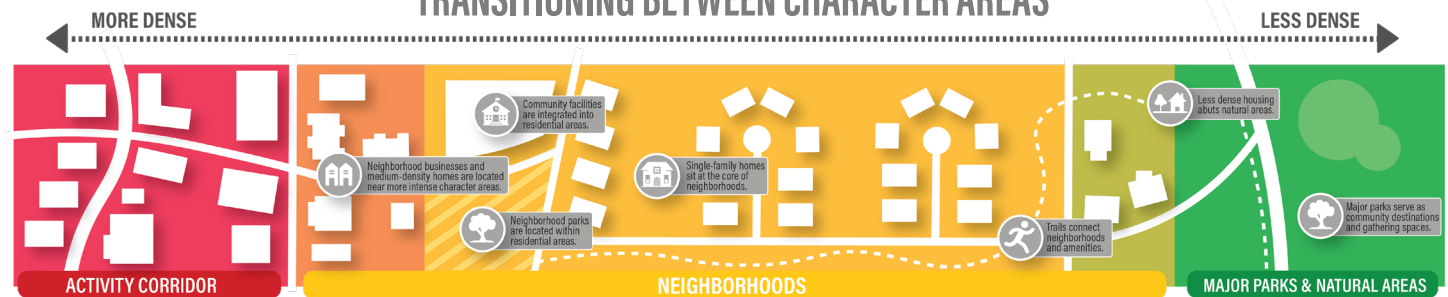 TRANSITIONING BETWEEN CHARACTER AREAS
MORE DENSE
LESS DENSE
Community facilities
are integrated into
residential areas.
Less dense housing
abuts natural areas.
Neighborhood businesses and
medium-density homes are located
near more intense character areas.
Single-family homes
sit at the core of
neighborhoods.
Neighborhood parks
are located within
residential areas.
Trails connect
neighborhoods
and amenities.
Major parks serve as
community destinations
and gathering spaces.
ACTIVITY CORRIDOR
NEIGHBORHOODS
MAJOR PARKS & NATURAL AREAS